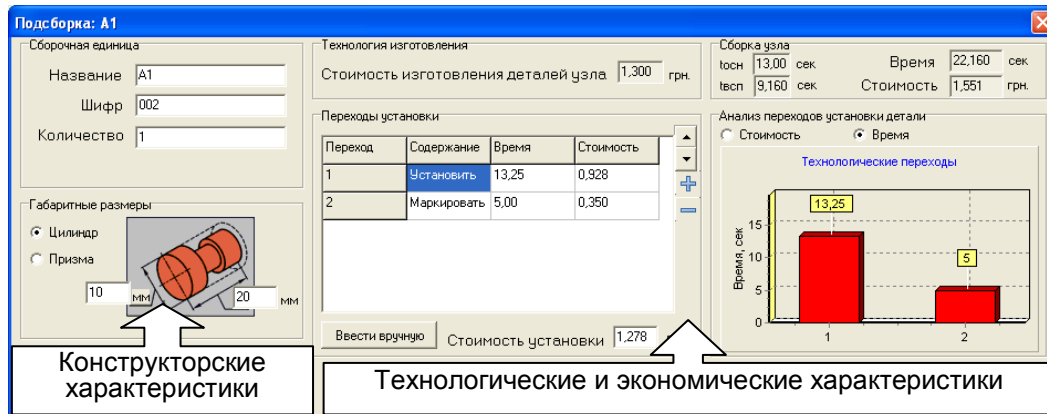 Подсборка: А1
Сборочная единица
Название А1
Шифр 002
Количество 1
Габаритные размеры
Цилиндр
Призма
10 мм 20 мм
Конструкторские
характеристики
Технология изготовления
Стоимость изготовления деталей узла 1,300 грн.
Переходы установки
Переход Содержание Время Стоимость
1 Установить 13,25 0,928
2 Маркировать 5,00 0,350
Ввести вручную Стоимость установки 1,278
Сборка узла
tосн 13,00 сек Время 22,160 сек
tвсп 9,160 сек Стоимость 1,551 грн.
Анализ переходов установки детали
Стоимость Время
Технологические переходы
Время, сек
15
10
5
0
13,25
5
1 2
Технологические и экономические характеристики